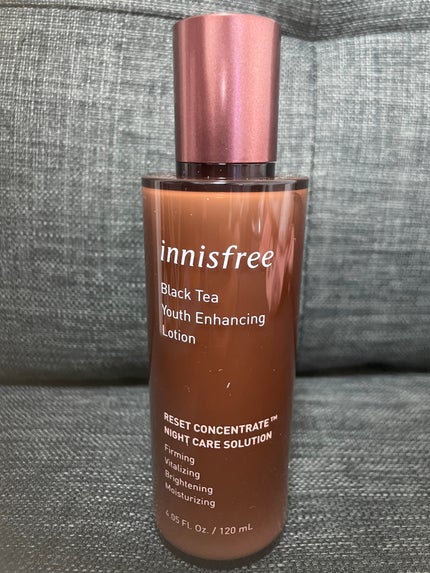 innisfree
Black Tea
Youth Enhancing
Lotion
RESET CONCENTRATE™
NIGHT CARE SOLUTION
Firming
Vitalizing
Brightening
Moisturizing
4.05 FL. Oz. / 120 mL